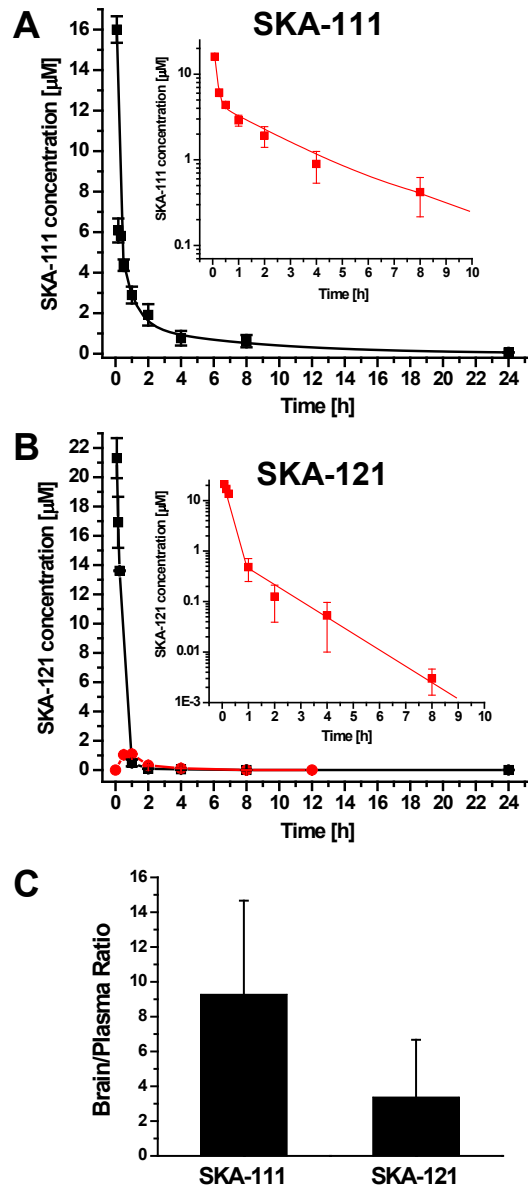 A
SKA-111
SKA-111 concentration [µM]
16
14
12
10
8
6
4
2
0
0 2 4 6 8 10 12 14 16 18 20 22 24
Time [h]
SKA-111 concentration [µM]
10
1
0.1
0 1 2 3 4 5 6 7 8 9 10
Time [h]
B
SKA-121
SKA-121 concentration [µM]
22
20
18
16
14
12
10
8
6
4
2
0
0 2 4 6 8 10 12 14 16 18 20 22 24
Time [h]
SKA-121 concentration [µM]
10
1
0.1
0.01
1E-3
0 1 2 3 4 5 6 7 8 9 10
Time [h]
C
Brain/Plasma Ratio
16
14
12
10
8
6
4
2
0
SKA-111 SKA-121